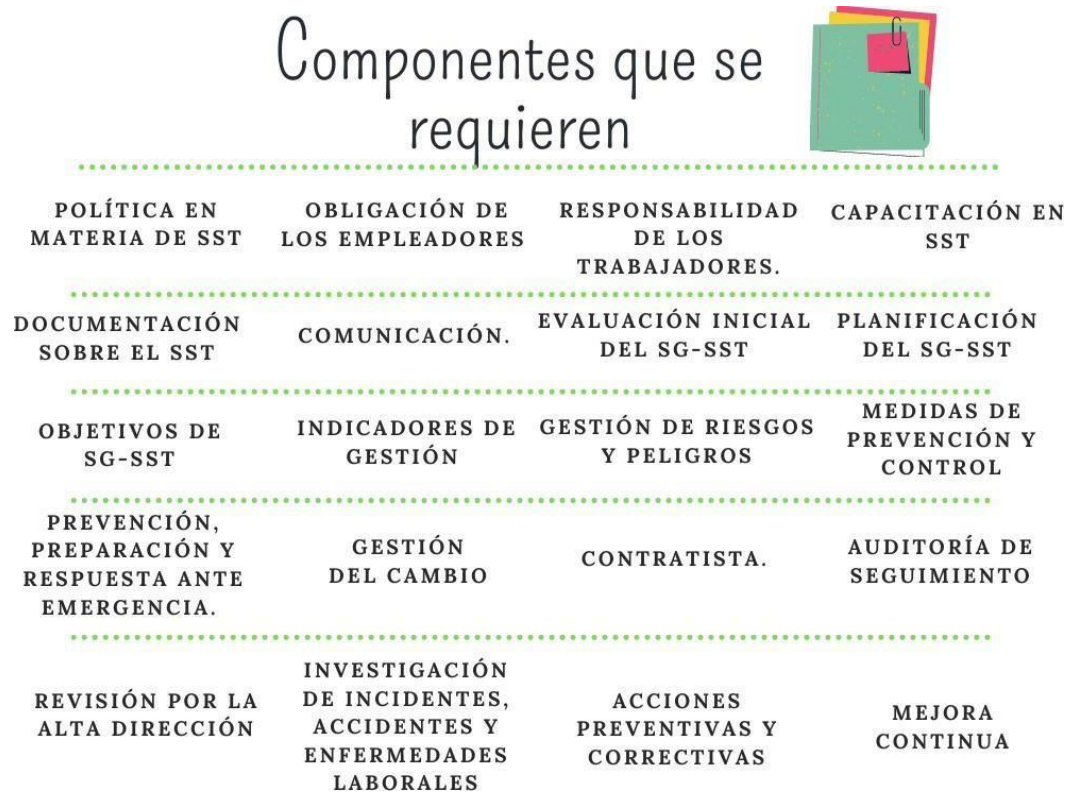 Componentes que se
requieren
POLÍTICA EN
MATERIA DE SST
OBLIGACIÓN DE
LOS EMPLEADORES
RESPONSABILIDAD
DE LOS
TRABAJADORES.
CAPACITACIÓN EN
SST
DOCUMENTACIÓN
SOBRE EL SST
COMUNICACIÓN.
EVALUACIÓN INICIAL
DEL SG-SST
PLANIFICACIÓN
DEL SG-SST
OBJETIVOS DE
SG-SST
INDICADORES DE
GESTIÓN
GESTIÓN DE RIESGOS
Y PELIGROS
MEDIDAS DE
PREVENCIÓN Y
CONTROL
PREVENCIÓN,
PREPARACIÓN Y
RESPUESTA ANTE
EMERGENCIA.
GESTIÓN
DEL CAMBIO
CONTRATISTA.
AUDITORÍA DE
SEGUIMIENTO
REVISIÓN POR LA
ALTA DIRECCIÓN
INVESTIGACIÓN
DE INCIDENTES,
ACCIDENTES Y
ENFERMEDADES
LABORALES
ACCIONES
PREVENTIVAS Y
CORRECTIVAS
MEJORA
CONTINUA